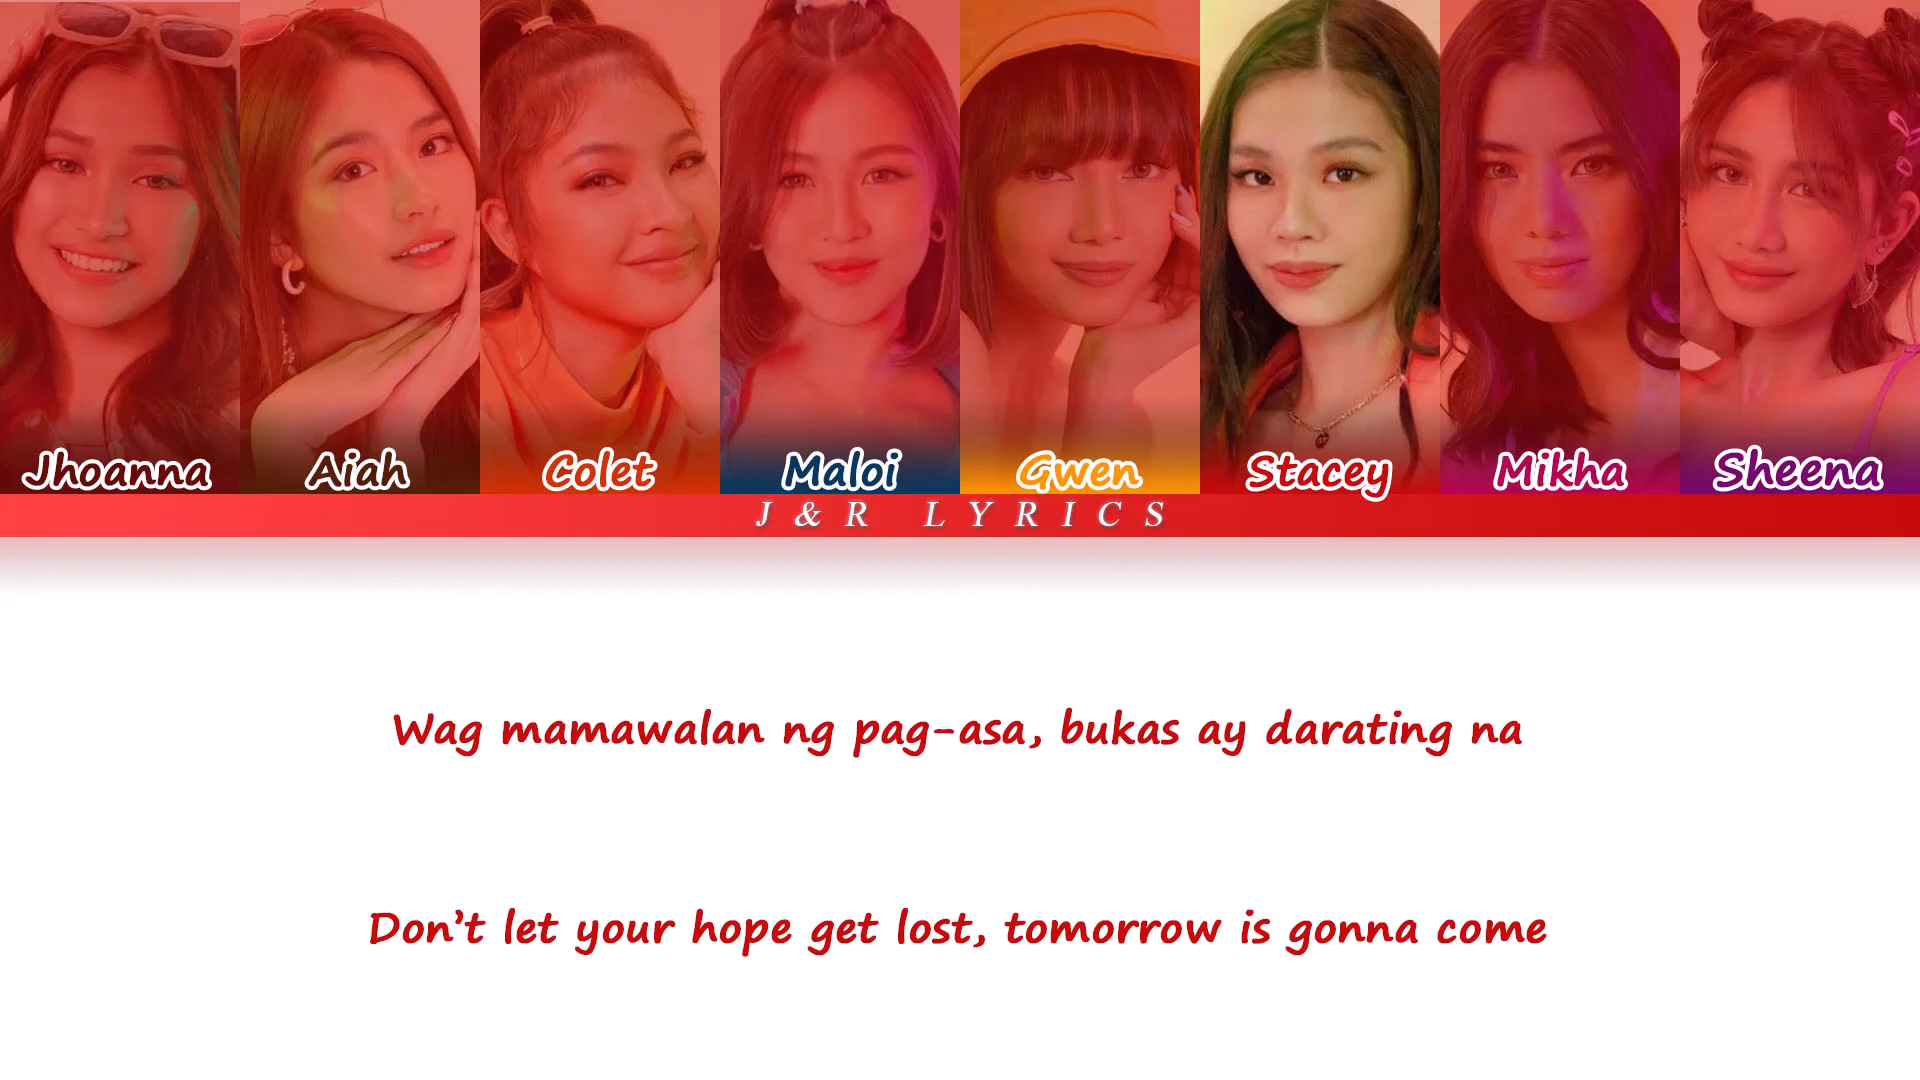 Jhoanna Aiah Colet Maloi Gwen Stacey Mikha Sheena
J & R LYRICS
Wag mamawalan ng pag-asa, bukas ay darating na
Don't let your hope get lost, tomorrow is gonna come